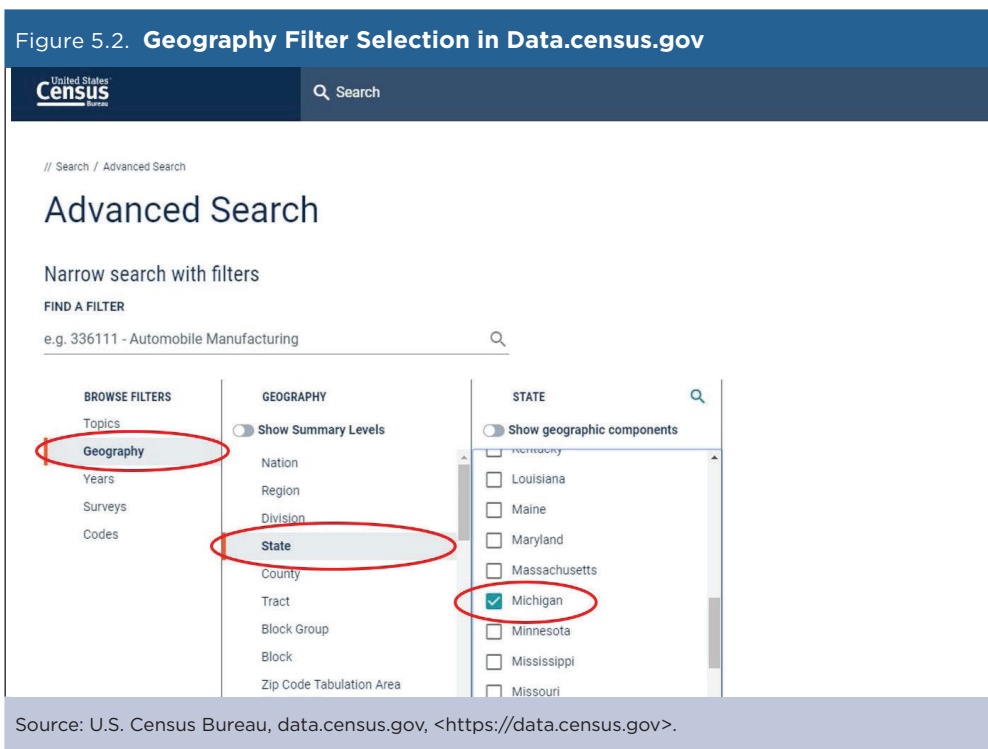 Figure 5.2. Geography Filter Selection in Data.census.gov
United States
Census
Bureau
Search
// Search / Advanced Search
Advanced Search
Narrow search with filters
FIND A FILTER
e.g. 336111 - Automobile Manufacturing
BROWSE FILTERS
Topics
Geography
Years
Surveys
Codes
GEOGRAPHY
Show Summary Levels
Nation
Region
Division
State
County
Tract
Block Group
Block
Zip Code Tabulation Area
STATE
Show geographic components
Kentucky
Louisiana
Maine
Maryland
Massachusetts
Michigan
Minnesota
Mississippi
Missouri
Source: U.S. Census Bureau, data.census.gov, <https://data.census.gov>.